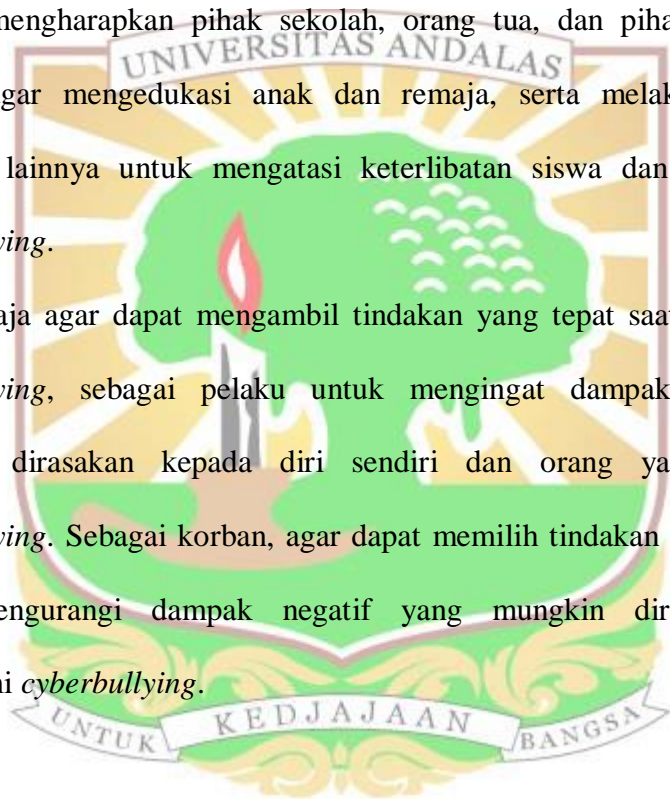 mengharapkan pihak sekolah, orang tua, dan piha
UNIVERSITAS ANDALAS
gar mengedukasi anak dan remaja, serta melak
lainnya untuk mengatasi keterlibatan siswa dan
ying.
aja agar dapat mengambil tindakan yang tepat saat
ying, sebagai pelaku untuk mengingat dampak
dirasakan kepada diri sendiri dan orang ya
ying. Sebagai korban, agar dapat memilih tindakan
engurangi dampak negatif yang mungkin dir
ni cyberbullying.
UNTUK KEDJAJAAN BANGSA